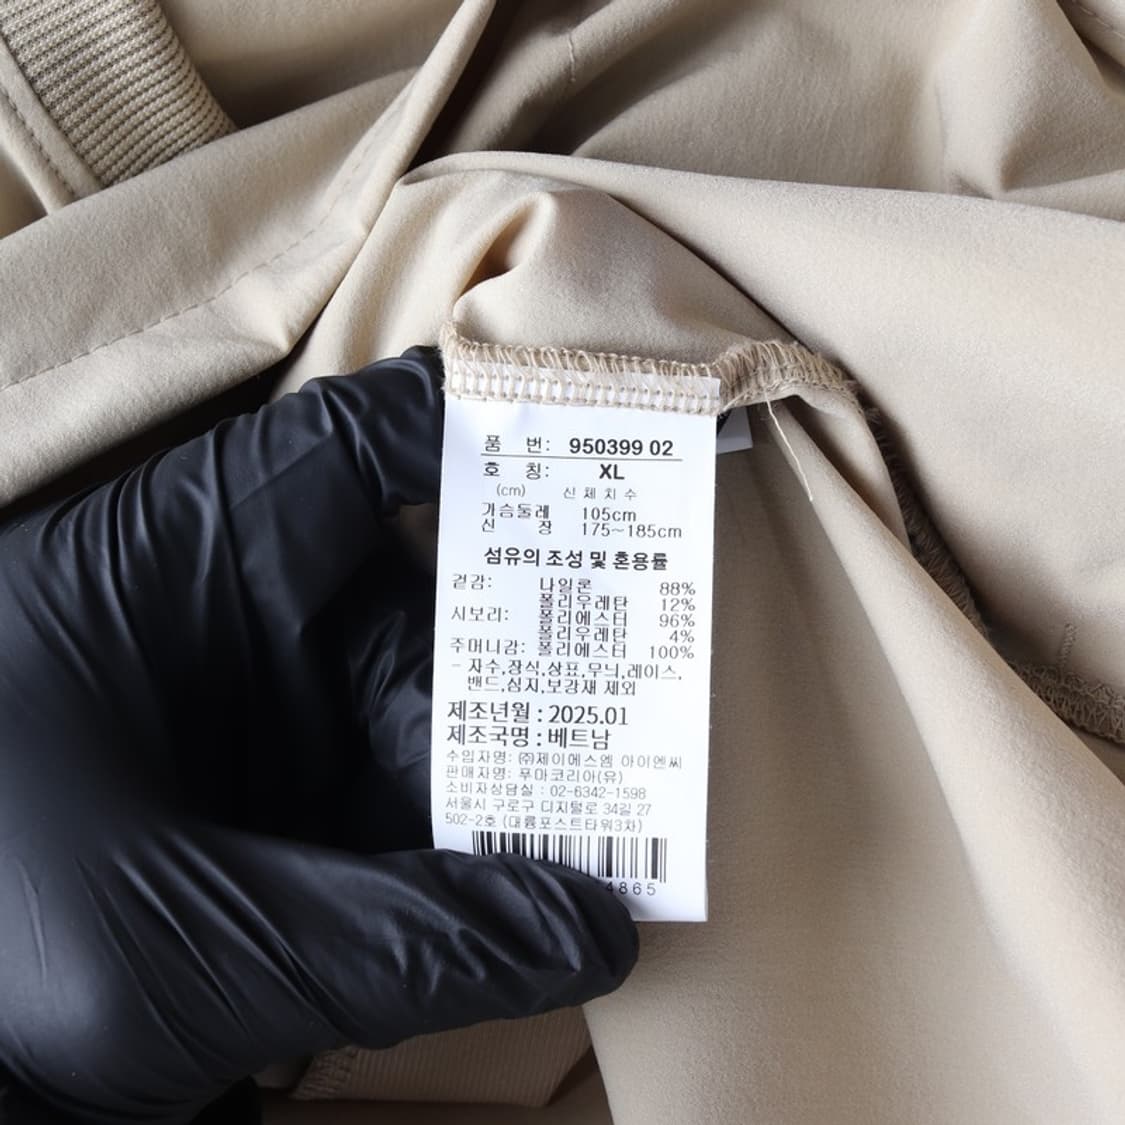 품 번: 950399 02
호 칭: XL
(cm) 신체치수
가슴둘레 105cm
신 장 175~185cm
섬유의 조성 및 혼용률
겉감: 나일론 88%
폴리우레탄 12%
시보리: 폴리에스터 96%
폴리우레탄 4%
주머니감: 폴리에스터 100%
- 자수,장식,상표,무늬,레이스,
밴드,심지,보강재 제외
제조년월 : 2025.01
제조국명 : 베트남
수입자명: ㈜제이에스엠 아이엔씨
판매자명: 푸마코리아(유)
소비자상담실 : 02-6342-1598
서울시 구로구 디지털로 34길 27
502-2호 (대륭포스트타워3차)
4865